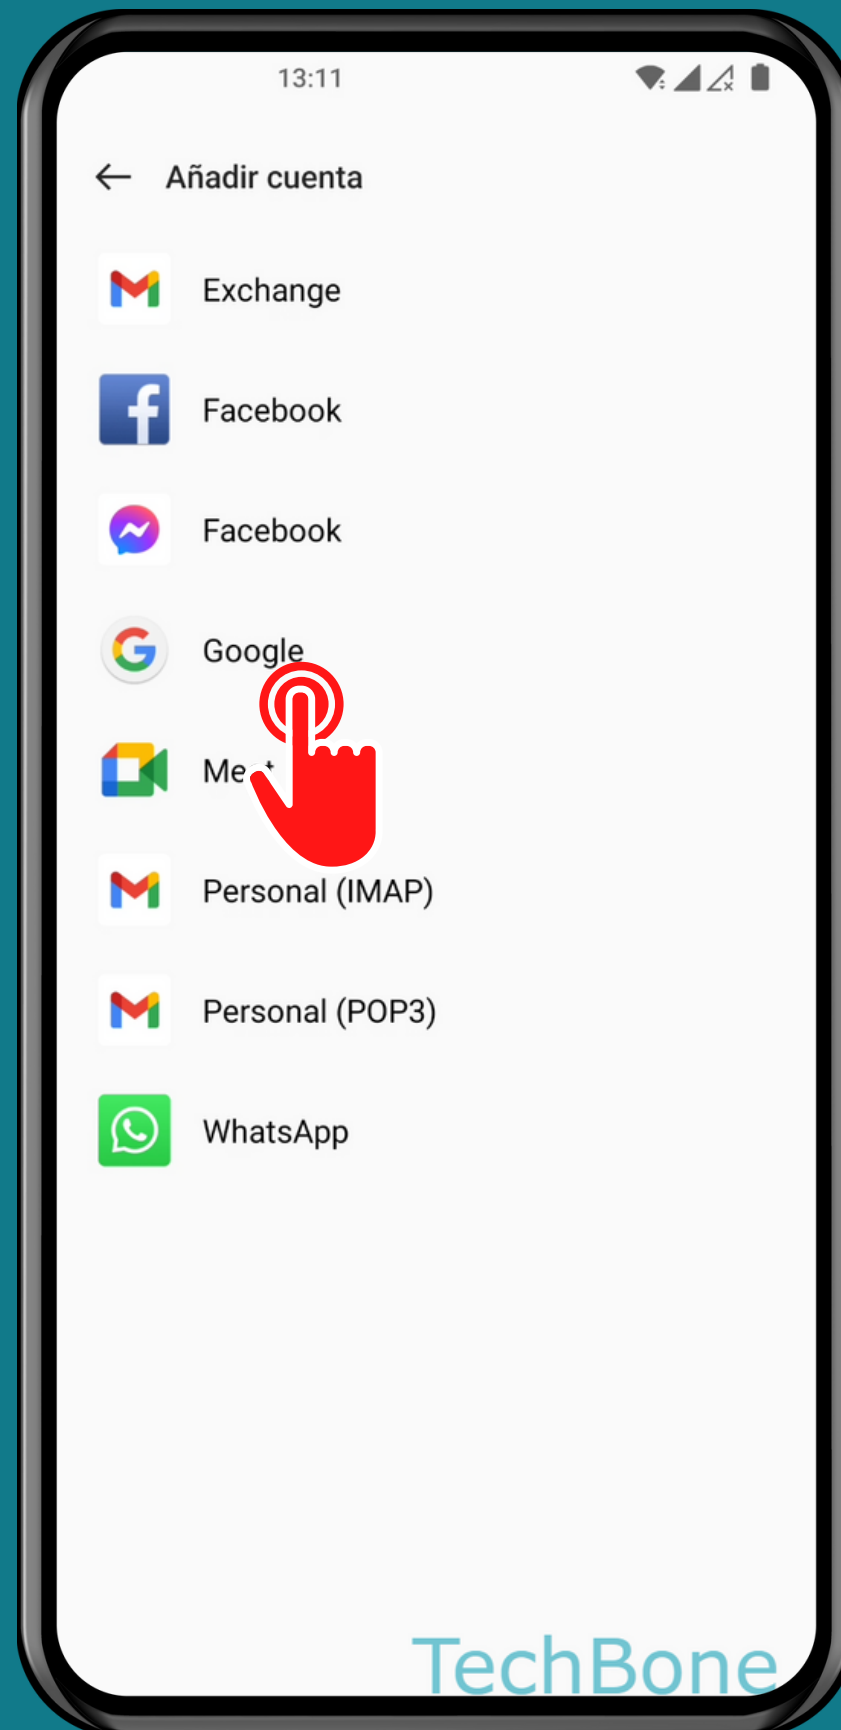 13:11
Añadir cuenta
Exchange
Facebook
Facebook
Google
Personal (IMAP)
Personal (POP3)
WhatsApp
TechBone